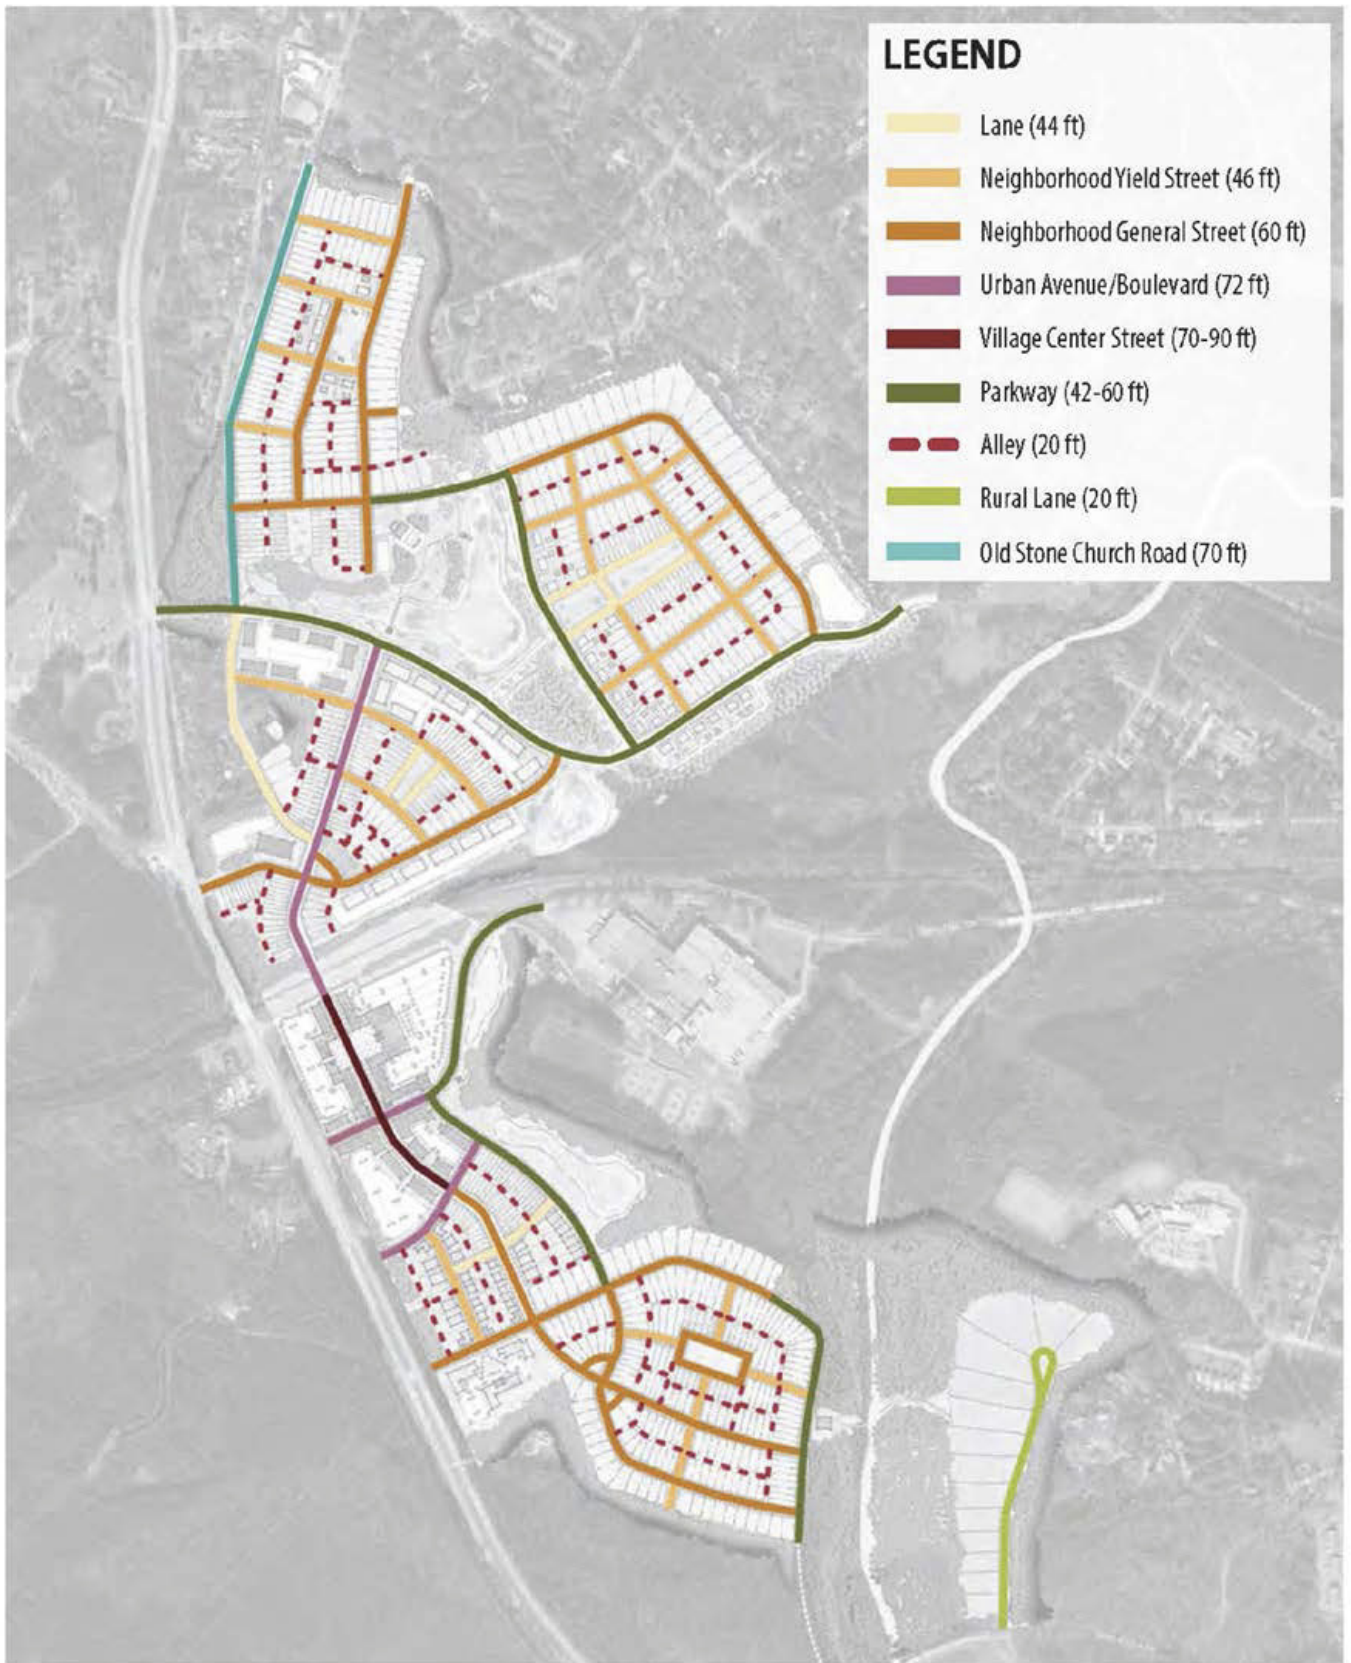 LEGEND
Lane (44 ft)
Neighborhood Yield Street (46 ft)
Neighborhood General Street (60 ft)
Urban Avenue/Boulevard (72 ft)
Village Center Street (70-90 ft)
Parkway (42-60 ft)
Alley (20 ft)
Rural Lane (20 ft)
Old Stone Church Road (70 ft)